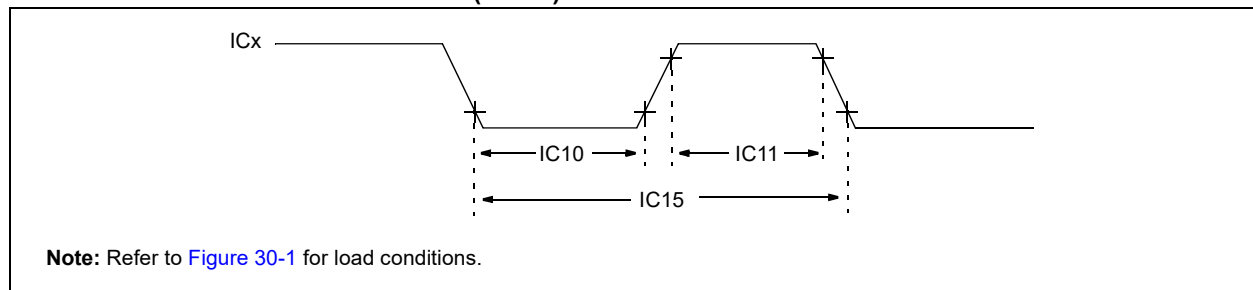 ICx
IC10
IC11
IC15
Note: Refer to Figure 30-1 for load conditions.